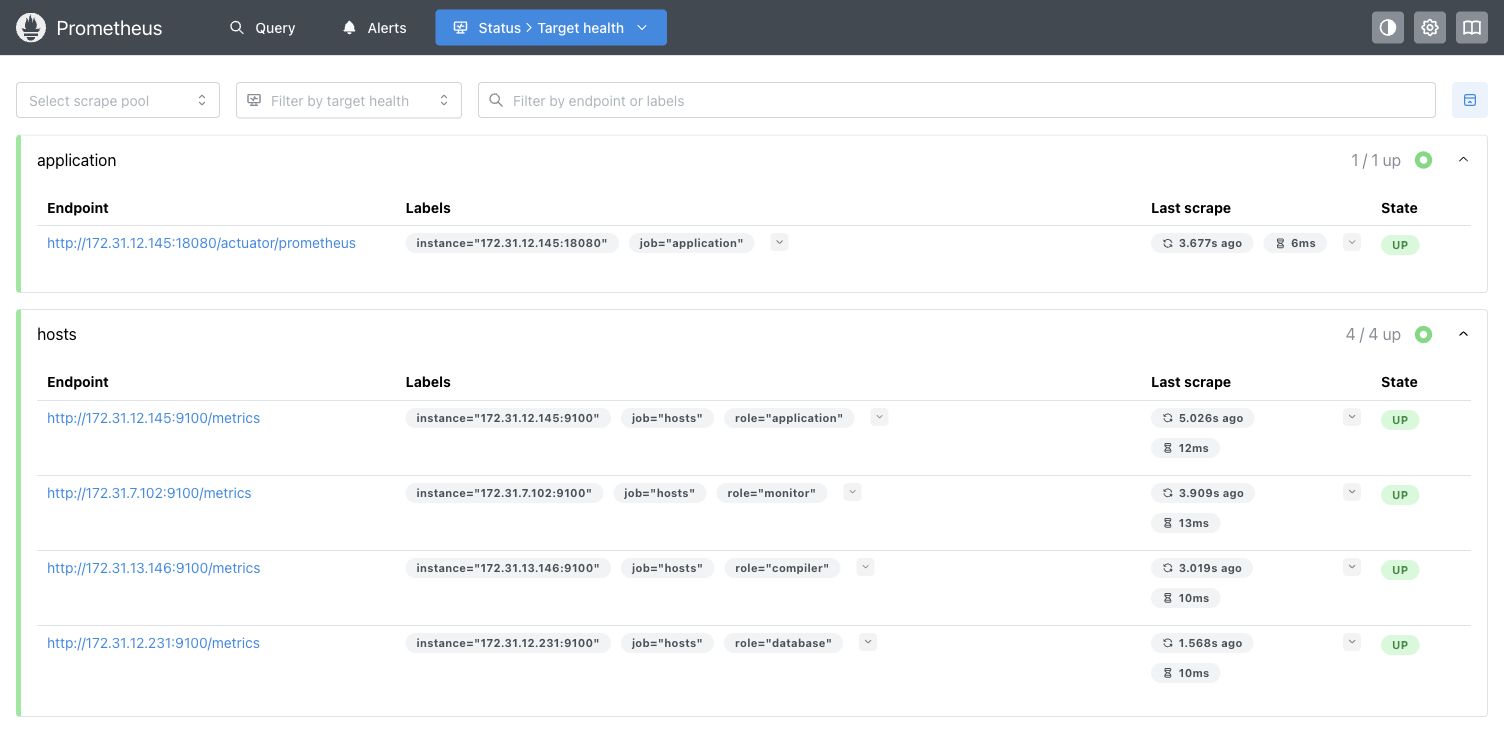 Prometheus Query Alerts Status > Target health
Select scrape pool Filter by target health Filter by endpoint or labels
application 1 / 1 up
Endpoint Labels Last scrape State
http://172.31.12.145:18080/actuator/prometheus instance="172.31.12.145:18080" job="application" 3.677s ago 6ms UP
hosts 4 / 4 up
Endpoint Labels Last scrape State
http://172.31.12.145:9100/metrics instance="172.31.12.145:9100" job="hosts" role="application" 5.026s ago UP
12ms
http://172.31.7.102:9100/metrics instance="172.31.7.102:9100" job="hosts" role="monitor" 3.909s ago UP
13ms
http://172.31.13.146:9100/metrics instance="172.31.13.146:9100" job="hosts" role="compiler" 3.019s ago UP
10ms
http://172.31.12.231:9100/metrics instance="172.31.12.231:9100" job="hosts" role="database" 1.568s ago UP
10ms